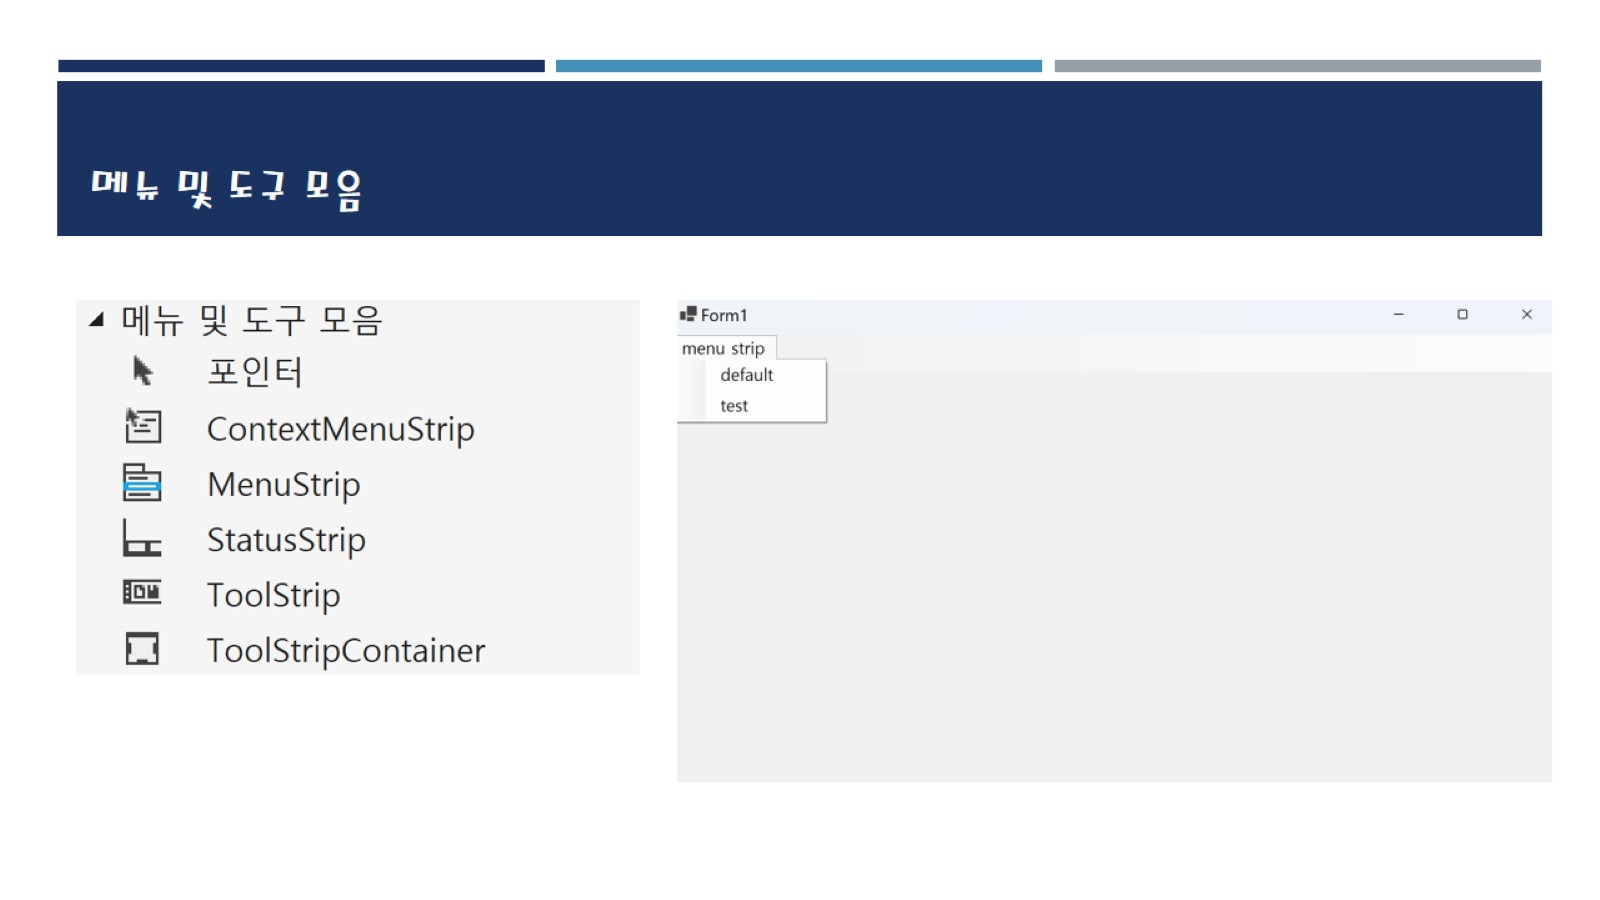 메뉴 및 도구 모음
메뉴 및 도구 모음
포인터
ContextMenuStrip
MenuStrip
StatusStrip
ToolStrip
ToolStripContainer
Form1
menu strip
default
test